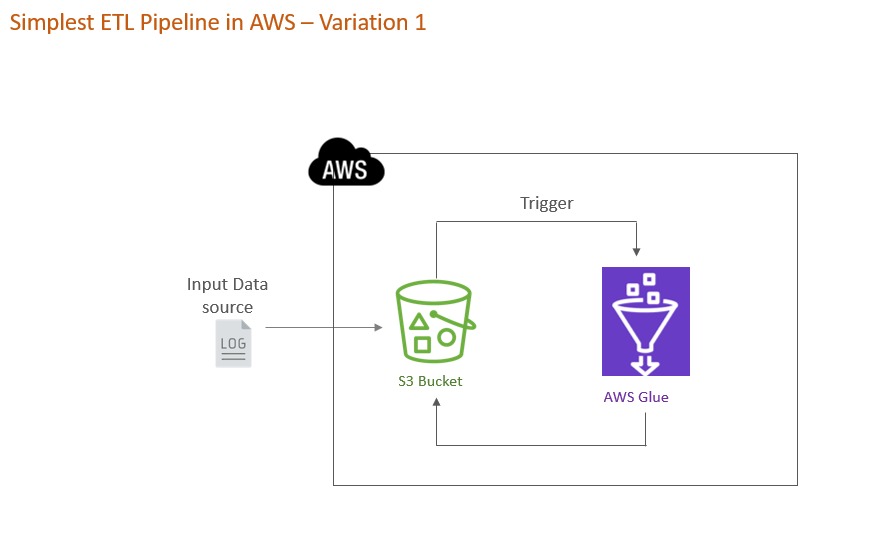 Simplest ETL Pipeline in AWS – Variation 1
AWS
Trigger
Input Data
source
LOG
S3 Bucket
AWS Glue